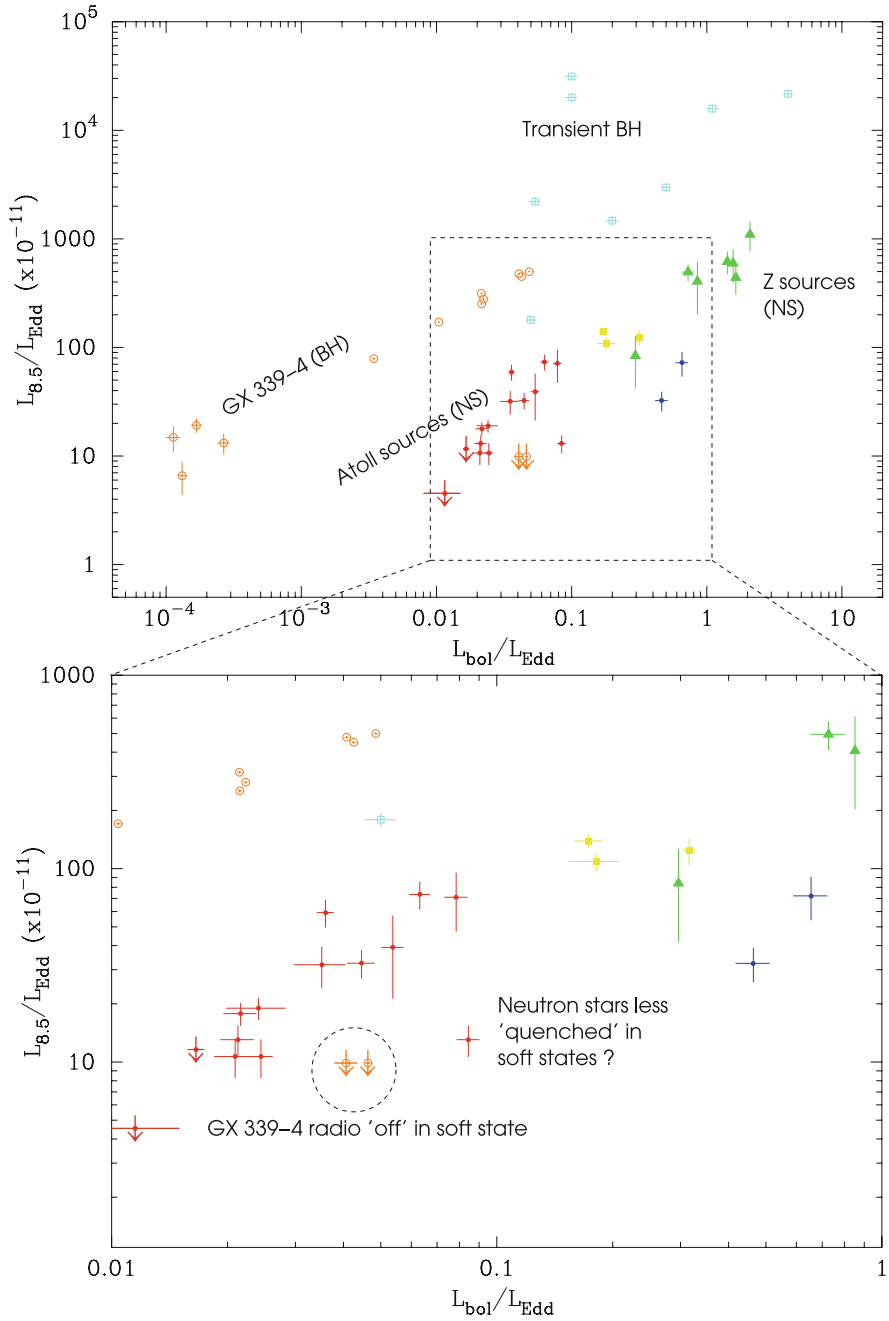 10^5
10^4
1000
100
10
1
L_8.5/L_Edd (x10^-11)
Transient BH
Z sources
(NS)
GX 339-4 (BH)
Atoll sources (NS)
10^-4
10^-3
0.01
0.1
1
10
L_bol/L_Edd
1000
100
10
L_8.5/L_Edd (x10^-11)
Neutron stars less
'quenched' in
soft states ?
GX 339-4 radio 'off' in soft state
0.01
0.1
1
L_bol/L_Edd